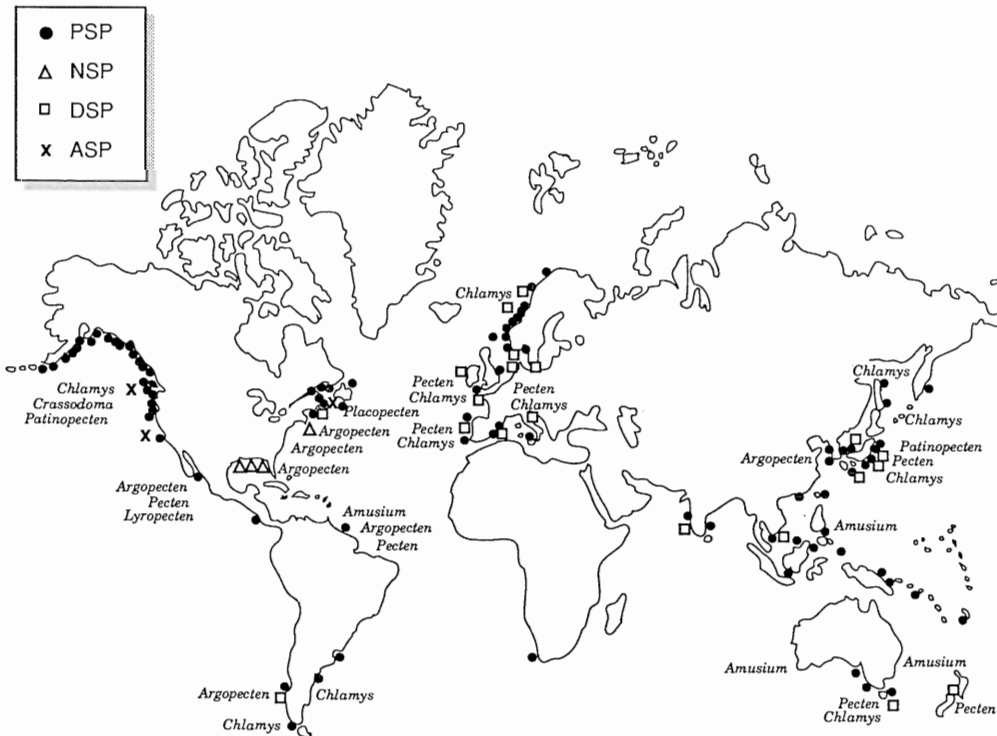 PSP
NSP
DSP
ASP
Chlamys
Chlamys
Crassodoma
Patinopecten
Pecten
Chlamys
Pecten
Chlamys
Pecten
Chlamys
Placopecten
Argopecten
Argopecten
Argopecten
Argopecten
Pecten
Lyropecten
Amusium
Argopecten
Pecten
Argopecten
Chlamys
Chlamys
Chlamys
Chlamys
Argopecten
Patinopecten
Pecten
Chlamys
Amusium
Amusium
Amusium
Pecten
Chlamys
Pecten